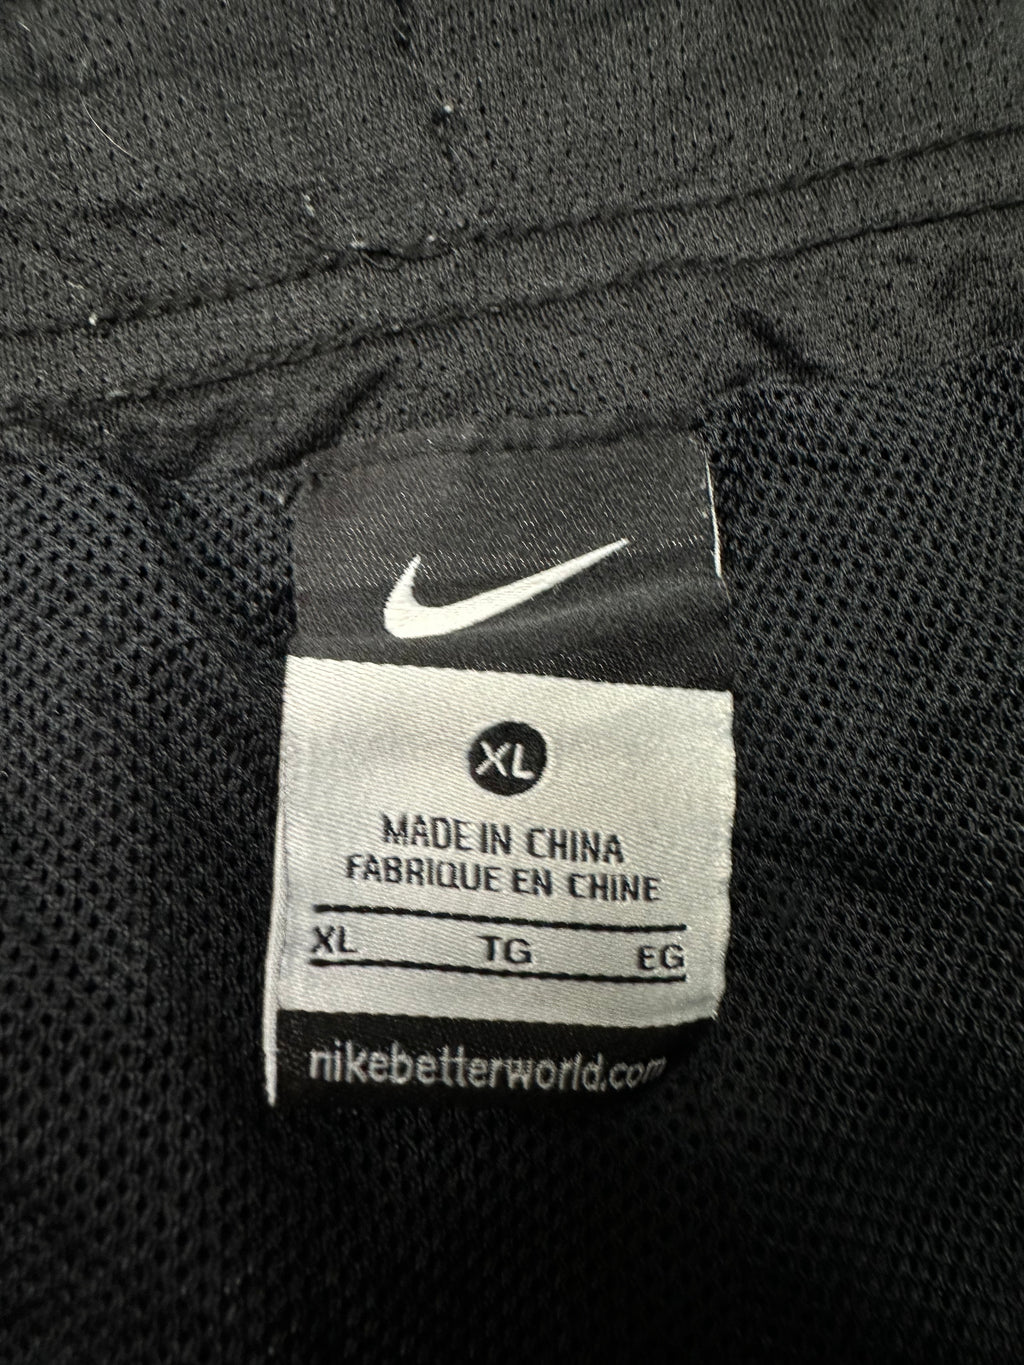 XL
MADE IN CHINA
FABRIQUE EN CHINE
XL TG EG
nikebetterworld.com